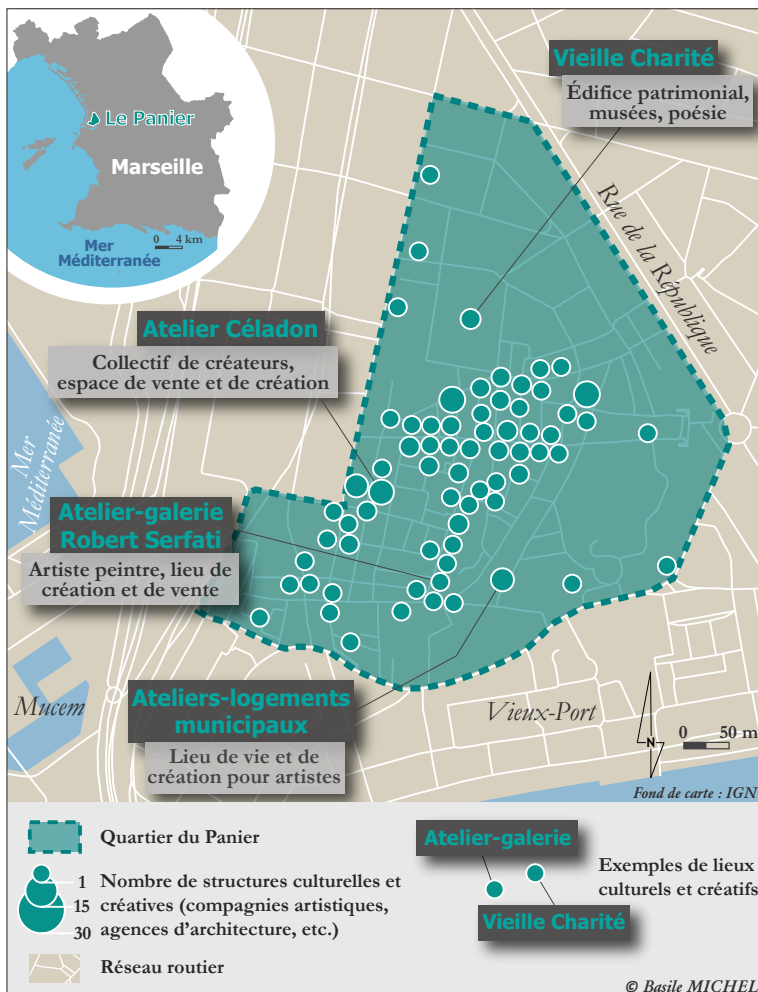 Vieille Charité
Édifice patrimonial,
musées, poésie
Le Panier
Marseille
0 4 km
Mer
Méditerranée
Rue de la République
Atelier Céladon
Collectif de créateurs,
espace de vente et de création
Mer
Méditerranée
Atelier-galerie
Robert Serfati
Artiste peintre, lieu de
création et de vente
Mucem
Ateliers-logements
municipaux
Lieu de vie et de
création pour artistes
Vieux-Port
N
0 50 m
Fond de carte : IGN
Quartier du Panier
1
15
30
Nombre de structures culturelles et
créatives (compagnies artistiques,
agences d'architecture, etc.)
Réseau routier
Atelier-galerie
Vieille Charité
Exemples de lieux
culturels et créatifs
© Basile MICHEL